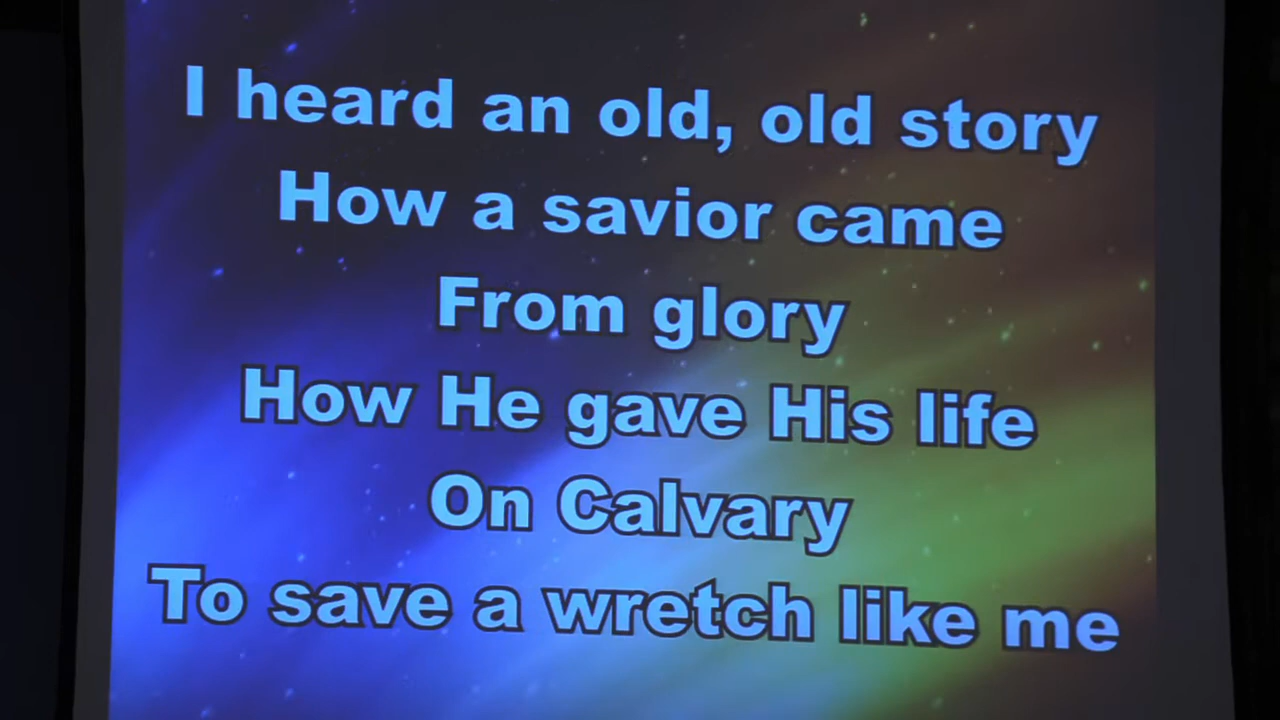 I heard an old, old story
How a savior came
From glory
How He gave His life
On Calvary
To save a wretch like me